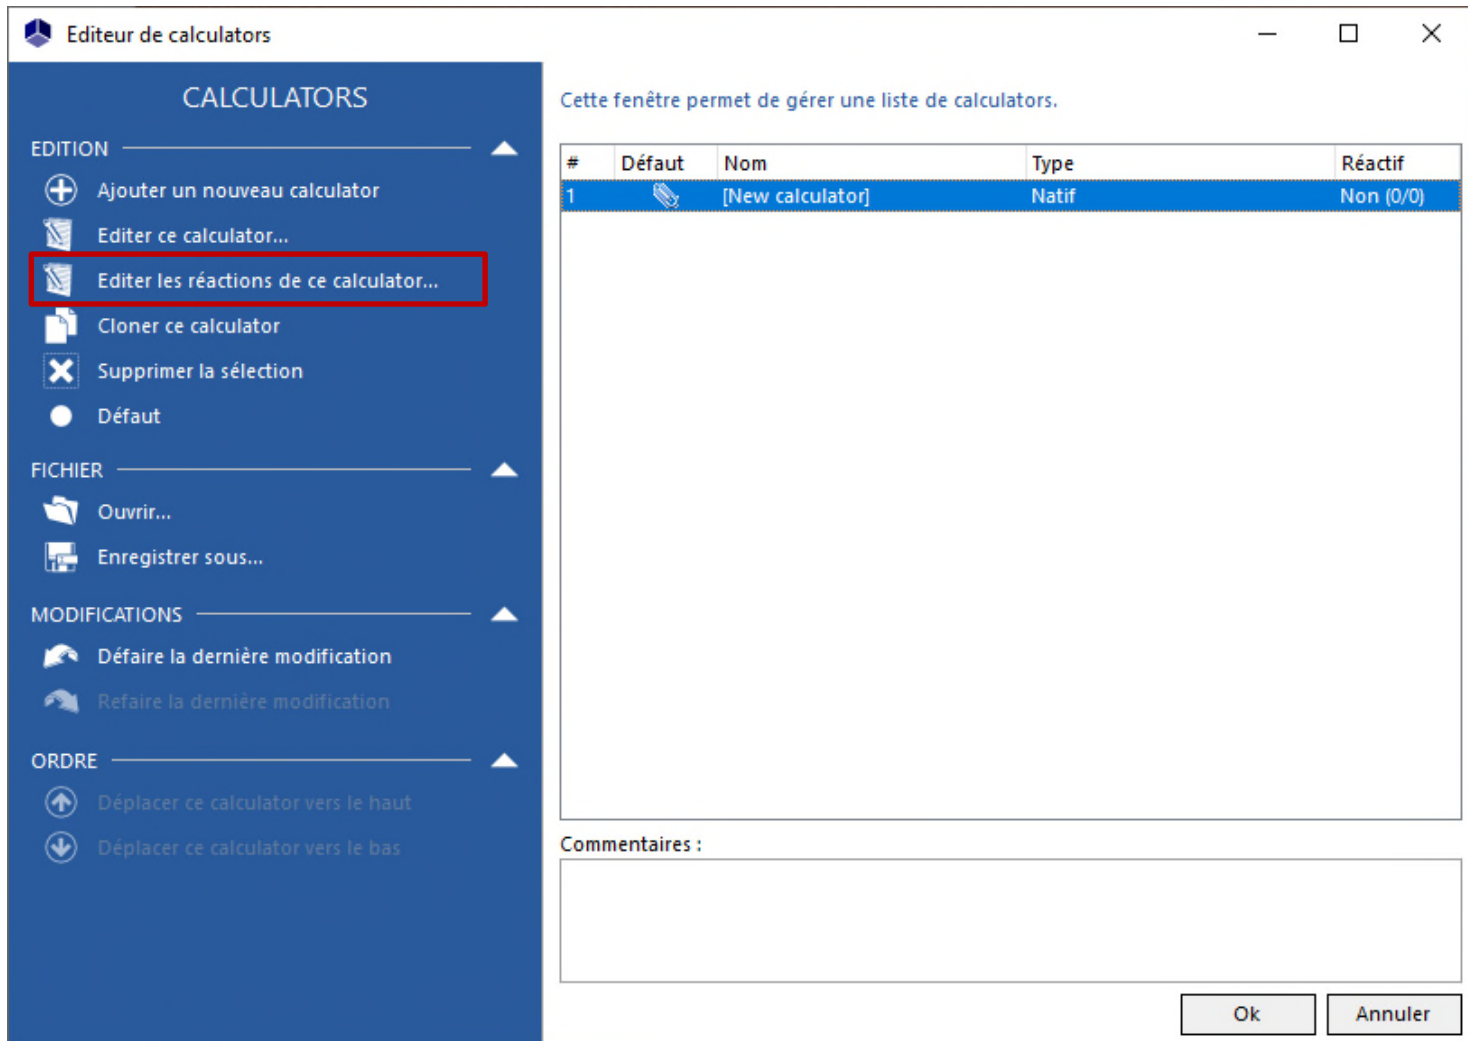 Editeur de calculators
CALCULATORS
EDITION
Ajouter un nouveau calculator
Editer ce calculator...
Editer les réactions de ce calculator...
Cloner ce calculator
Supprimer la sélection
Défaut
FICHIER
Ouvrir...
Enregistrer sous...
MODIFICATIONS
Défaire la dernière modification
Refaire la dernière modification
ORDRE
Déplacer ce calculator vers le haut
Déplacer ce calculator vers le bas
Cette fenêtre permet de gérer une liste de calculators.
# Défaut Nom Type Réactif
1 [New calculator] Natif Non (0/0)
Commentaires :
Ok Annuler